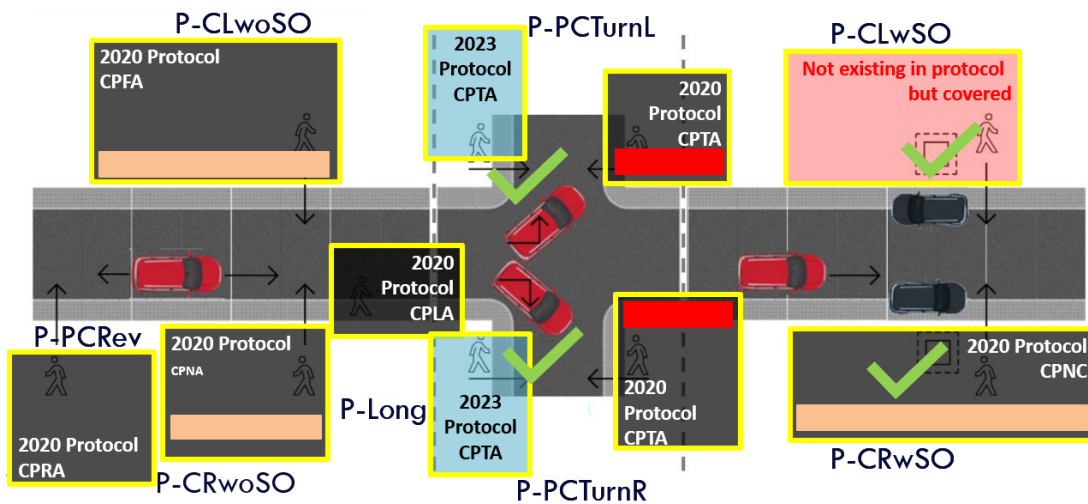 P-CLwoSO
P-PCTurnL
P-CLwSO
2020 Protocol
CPFA
2023
Protocol
CPTA
2020
Protocol
CPTA
Not existing in protocol
but covered
2020
Protocol
CPLA
P-PCRev
2020 Protocol
CPRA
2020 Protocol
CPNA
P-CRwoSO
P-Long
2023
Protocol
CPTA
2020
Protocol
CPTA
P-PCTurnR
2020 Protocol
CPNC
P-CRwSO